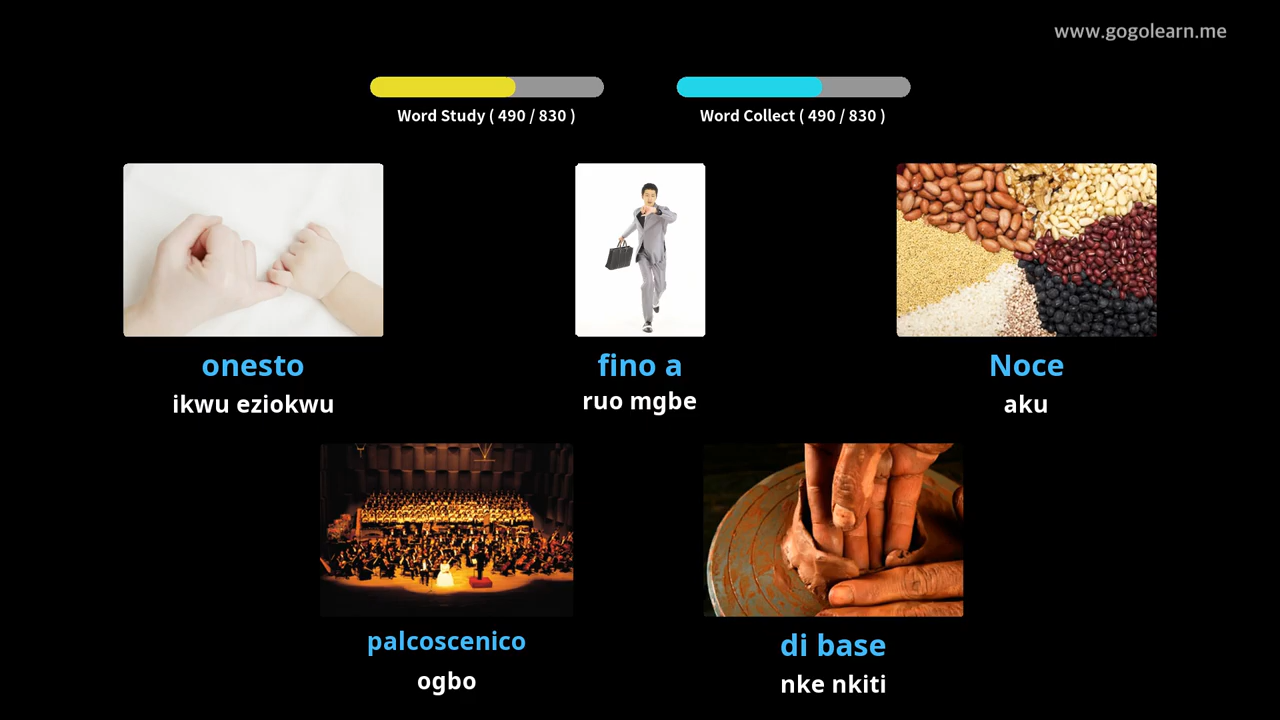 www.gogolearn.me
Word Study ( 490 / 830 )
Word Collect ( 490 / 830 )
onesto
ikwu eziokwu
fino a
ruo mgbe
Noce
aku
palcoscenico
ogbo
di base
nke nkiti